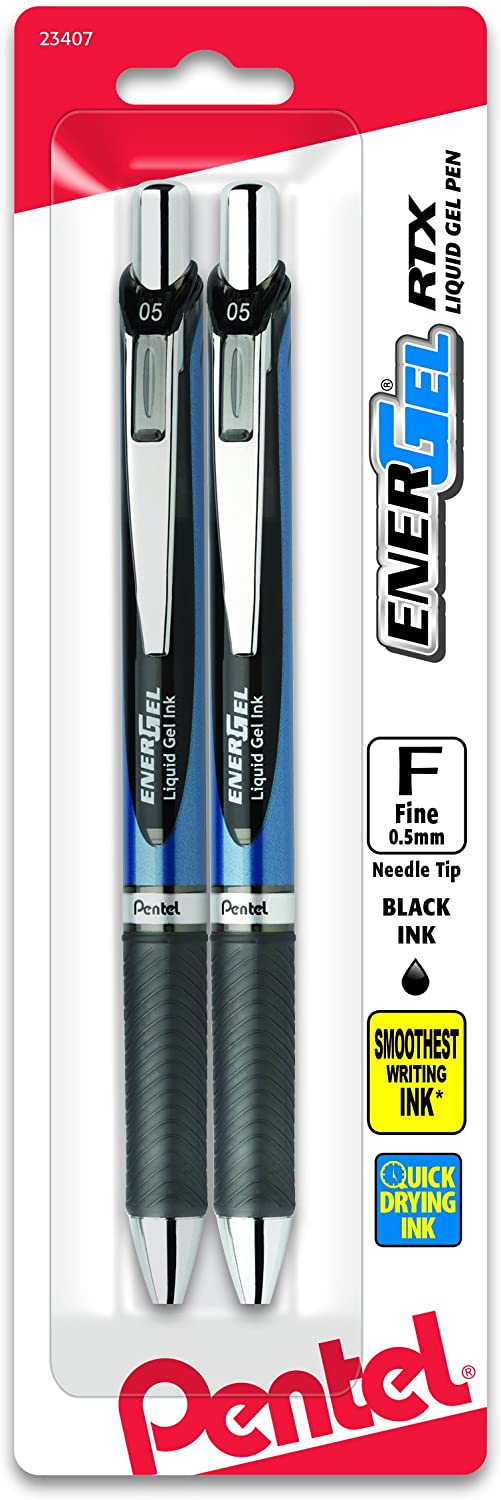 23407
ENERGEL® RTX
LIQUID GEL PEN
05
05
ENERGEL
Liquid Gel Ink
ENERGEL
Liquid Gel Ink
Pentel
Pentel
F
Fine
0.5mm
Needle Tip
BLACK
INK
SMOOTHEST
WRITING
INK*
QUICK
DRYING
INK
Pentel®